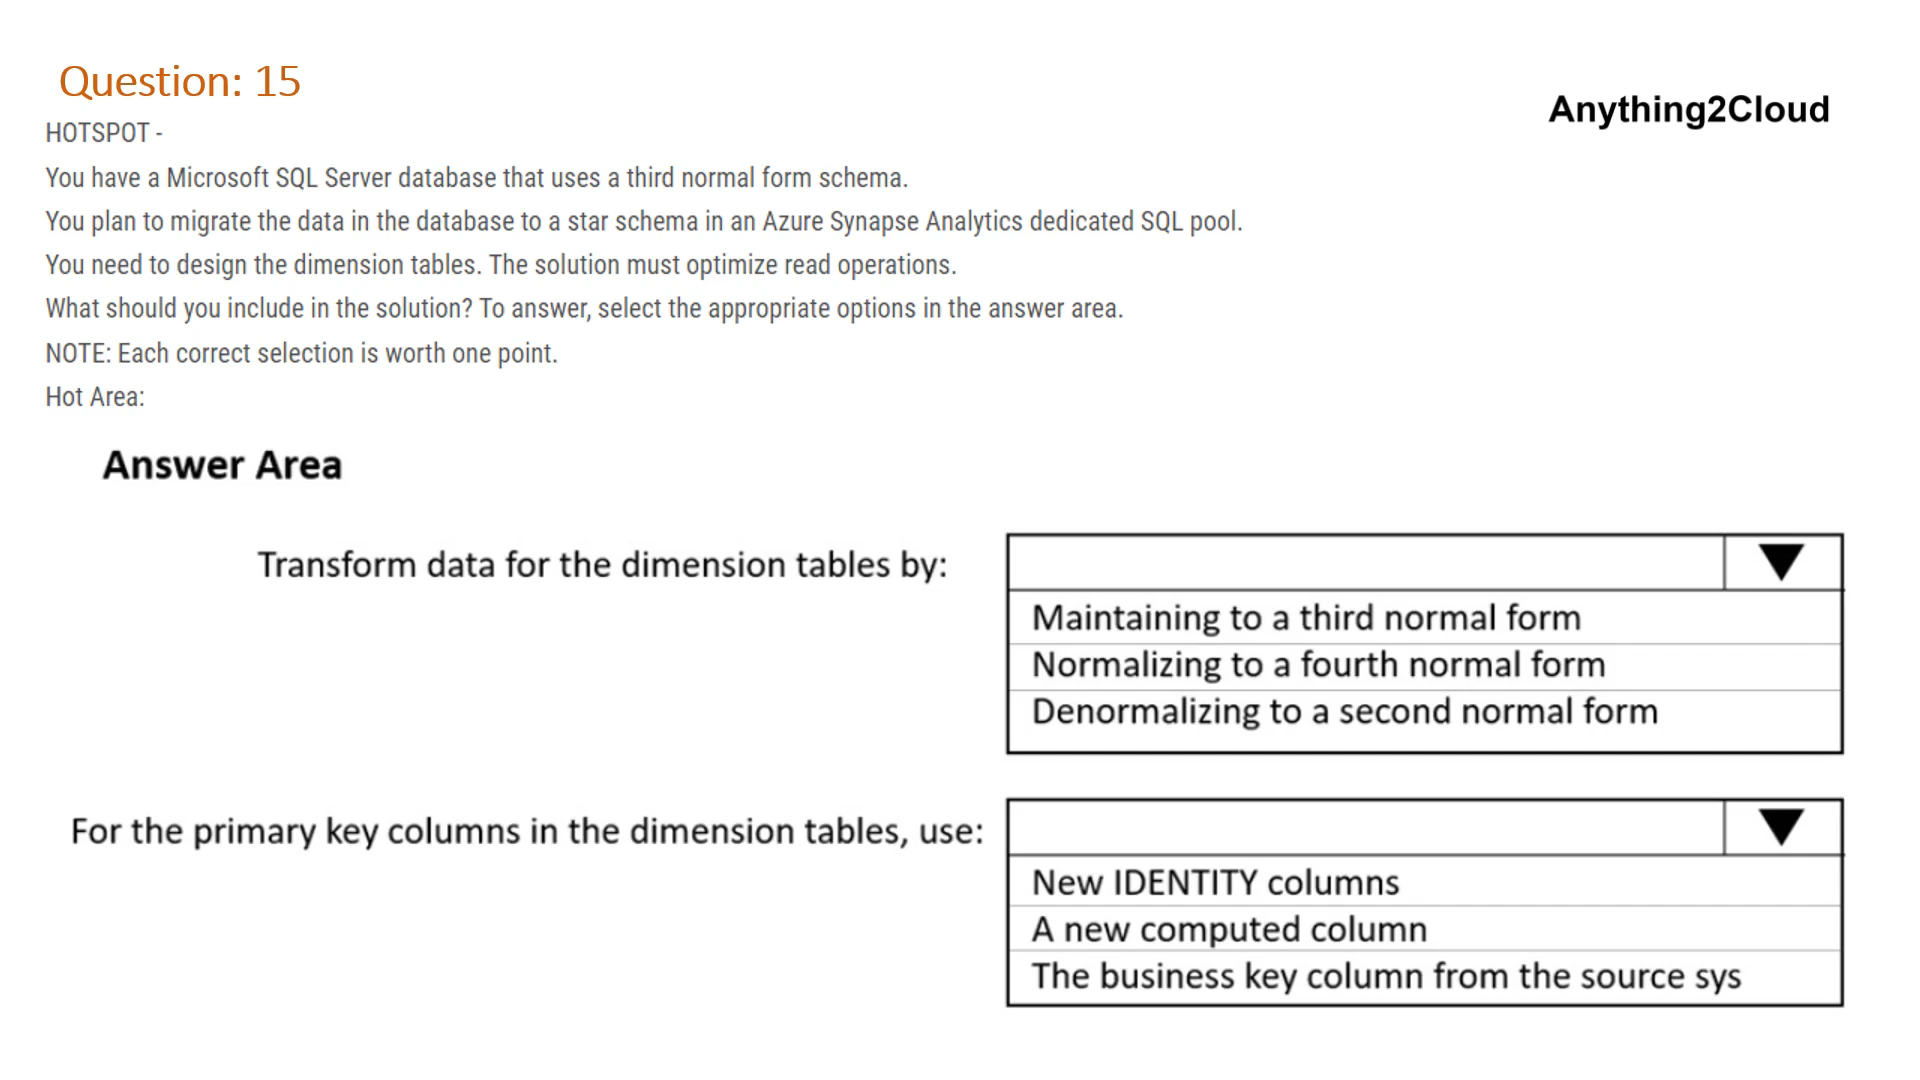 Question: 15
Anything2Cloud
HOTSPOT -
You have a Microsoft SQL Server database that uses a third normal form schema.
You plan to migrate the data in the database to a star schema in an Azure Synapse Analytics dedicated SQL pool.
You need to design the dimension tables. The solution must optimize read operations.
What should you include in the solution? To answer, select the appropriate options in the answer area.
NOTE: Each correct selection is worth one point.
Hot Area:
Answer Area
Transform data for the dimension tables by:
Maintaining to a third normal form
Normalizing to a fourth normal form
Denormalizing to a second normal form
For the primary key columns in the dimension tables, use:
New IDENTITY columns
A new computed column
The business key column from the source sys